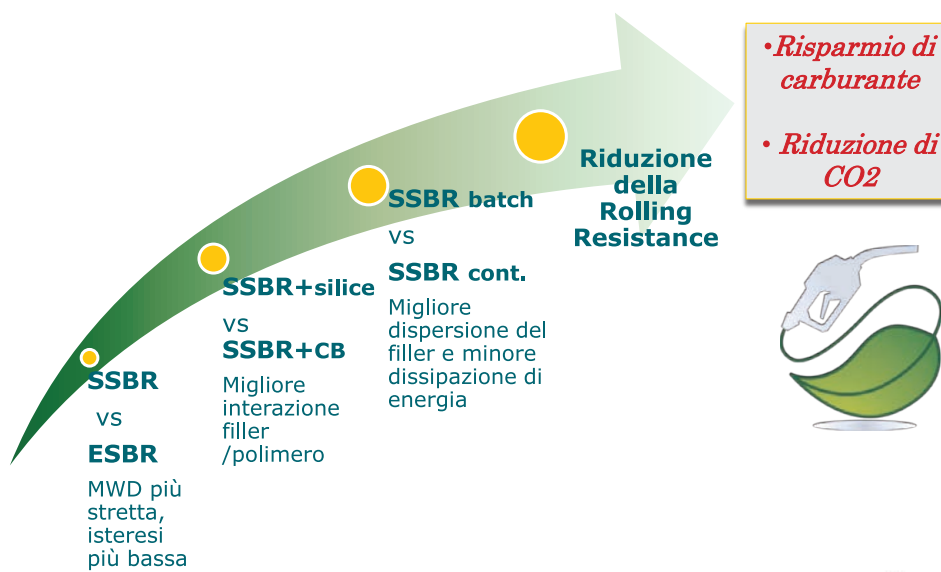 SSBR
vs
ESBR
MWD più
stretta,
isteresi
più bassa
SSBR+silice
vs
SSBR+CB
Migliore
interazione
filler
/polimero
SSBR batch
vs
SSBR cont.
Migliore
dispersione del
filler e minore
dissipazione di
energia
Riduzione
della
Rolling
Resistance
•Risparmio di
carburante
• Riduzione di
CO2